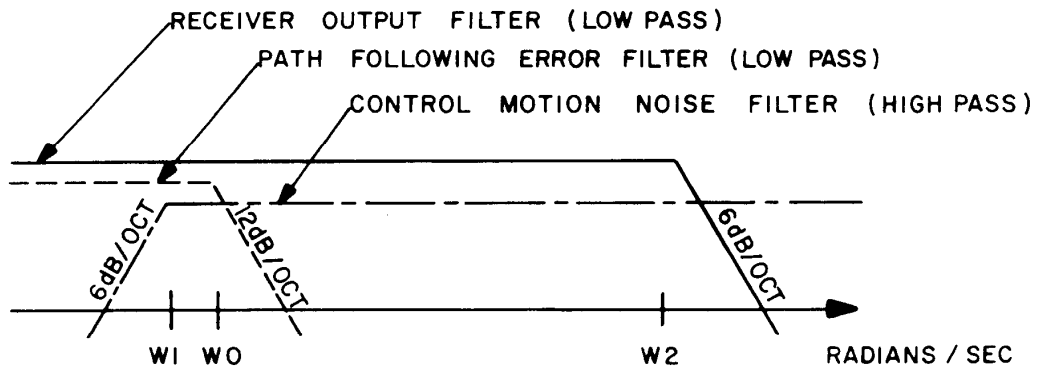 RECEIVER OUTPUT FILTER (LOW PASS)
PATH FOLLOWING ERROR FILTER (LOW PASS)
CONTROL MOTION NOISE FILTER (HIGH PASS)
6dB/OCT
12dB/OCT
6dB/OCT
W1
WO
W2
RADIANS / SEC